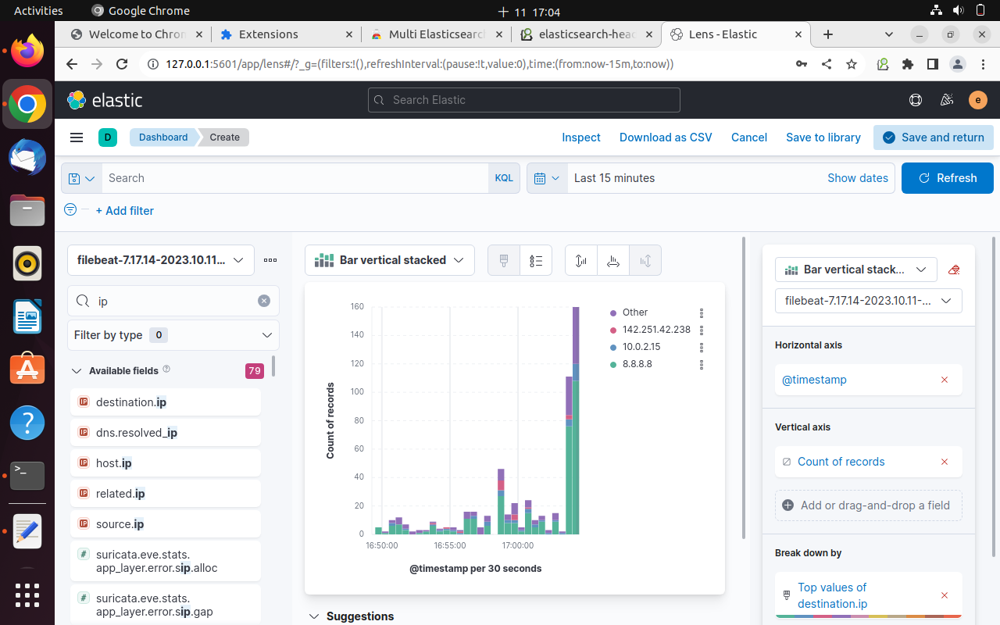 Activities
Google Chrome
11 17:04
Welcome to Chrom
Extensions
Multi Elasticsearch
elasticsearch-head
Lens - Elastic
127.0.0.1:5601/app/lens#/?_g=(filters:!(),refreshInterval:(pause:!t,value:0),time:(from:now-15m,to:now))
elastic
Search Elastic
e
D
Dashboard
Create
Inspect
Download as CSV
Cancel
Save to library
Save and return
Search
KQL
Last 15 minutes
Show dates
Refresh
+ Add filter
filebeat-7.17.14-2023.10.11...
ip
Filter by type 0
Available fields
79
IP destination.ip
IP dns.resolved_ip
IP host.ip
IP related.ip
IP source.ip
# suricata.eve.stats.
app_layer.error.sip.alloc
# suricata.eve.stats.
app_layer.error.sip.gap
Bar vertical stacked
160
140
120
100
80
60
40
20
0
Count of records
16:50:00
16:55:00
17:00:00
@timestamp per 30 seconds
Other
142.251.42.238
10.0.2.15
8.8.8.8
Suggestions
Bar vertical stack...
filebeat-7.17.14-2023.10.11-...
Horizontal axis
@timestamp
Vertical axis
Count of records
Add or drag-and-drop a field
Break down by
Top values of
destination.ip